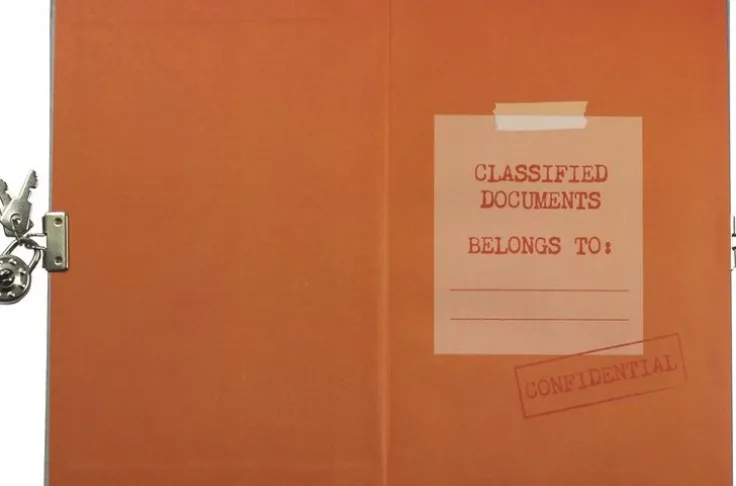 CLASSIFIED
DOCUMENTS
BELONGS TO:
CONFIDENTIAL